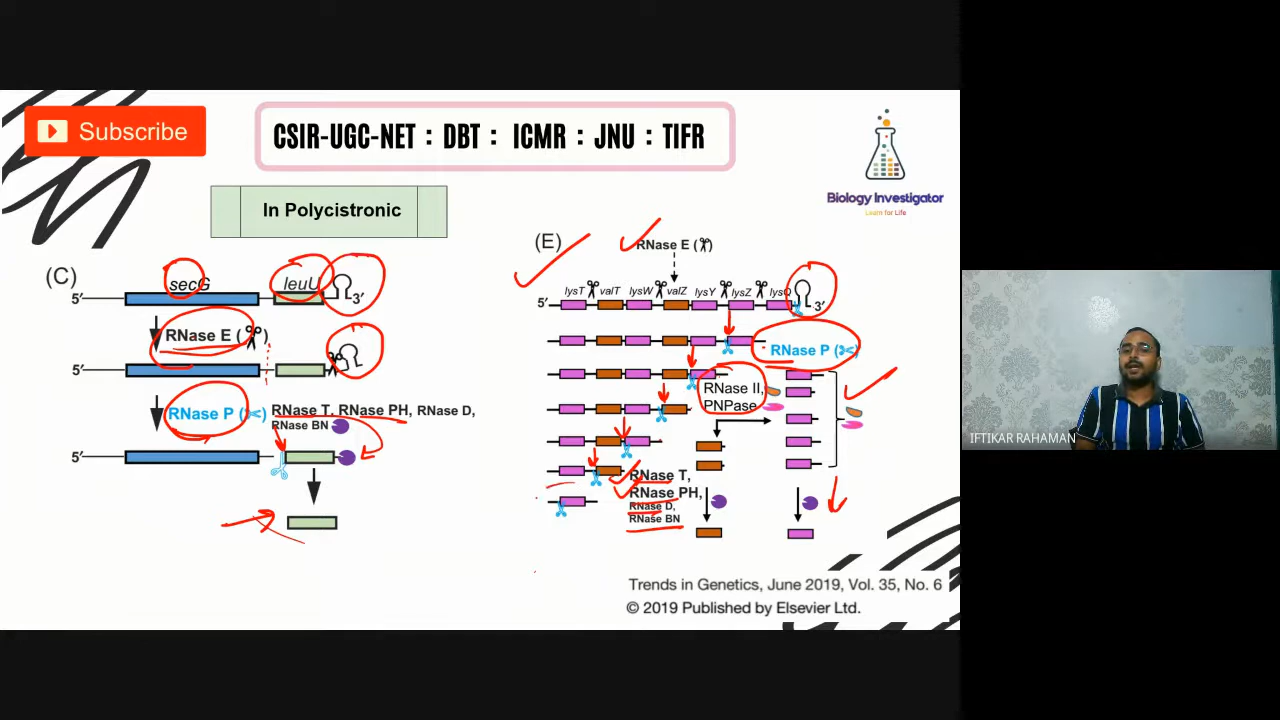 Subscribe
CSIR-UGC-NET : DBT : ICMR : JNU : TIFR
Biology Investigator
Learn for Life
In Polycistronic
(C)
secG
leuU
5′
3′
RNase E (
)
5′
RNase P (
)
RNase T, RNase PH, RNase D,
RNase BN
5′
(E)
RNase E (
)
lysT valT lysW valZ lysY lysZ lysQ
5′
3′
RNase P (
)
RNase II,
PNPase
RNase T,
RNase PH,
RNase D,
RNase BN
Trends in Genetics, June 2019, Vol. 35, No. 6
© 2019 Published by Elsevier Ltd.
IFTIKAR RAHAMAN